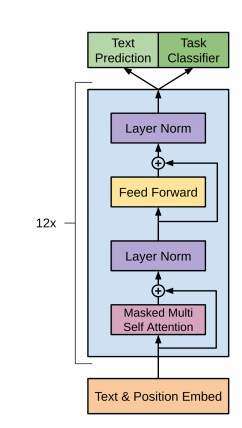 Text
Prediction
Task
Classifier
Layer Norm
Feed Forward
12x
Layer Norm
Masked Multi
Self Attention
Text & Position Embed